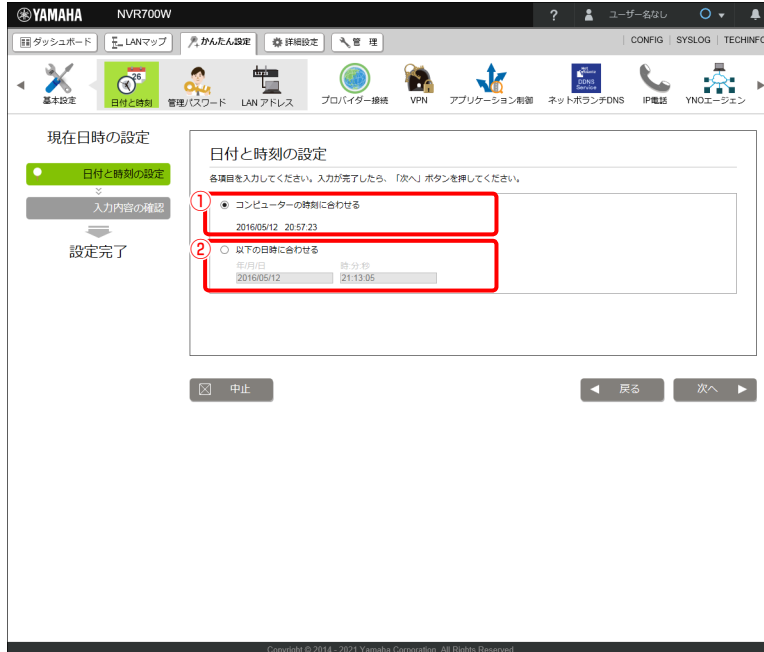 YAMAHA NVR700W ? ユーザー名なし
ダッシュボード LANマップ かんたん設定 詳細設定 管 理 CONFIG SYSLOG TECHINFO
26
基本設定 日付と時刻 管理パスワード LAN アドレス プロバイダー接続 VPN アプリケーション制御 ネットボランチDNS IP電話 YNOエージェン
DDNS
Service
現在日時の設定
日付と時刻の設定
入力内容の確認
設定完了
日付と時刻の設定
各項目を入力してください。入力が完了したら、「次へ」ボタンを押してください。
① コンピューターの時刻に合わせる
2016/05/12 20:57:23
② 以下の日時に合わせる
年/月/日 時:分:秒
2016/05/12 21:13:05
中止 戻る 次へ
Copyright © 2014 - 2021 Yamaha Corporation. All Rights Reserved.